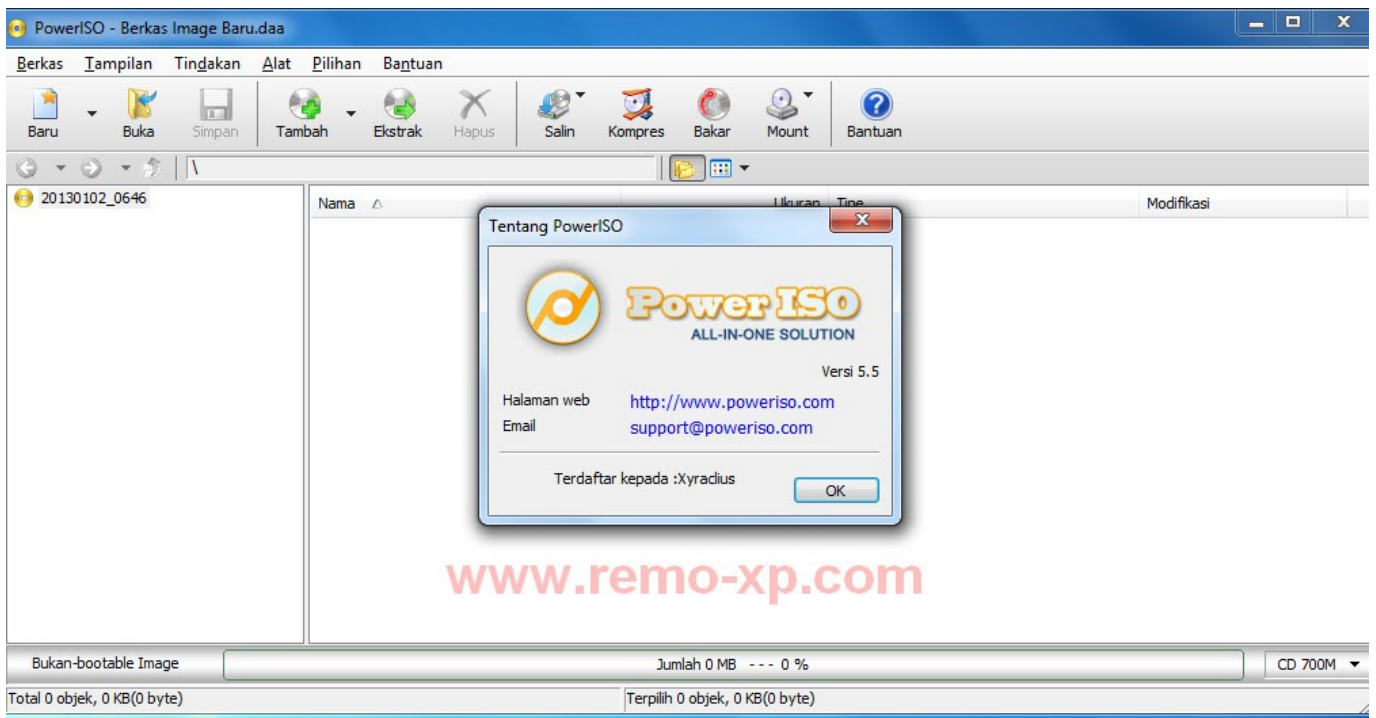 PowerISO - Berkas Image Baru.daa
Berkas Tampilan Tindakan Alat Pilihan Bantuan
Baru Buka Simpan Tambah Ekstrak Hapus Salin Kompres Bakar Mount Bantuan
\
20130102_0646
Nama Ukuran Tipe Modifikasi
Tentang PowerISO
Power ISO
ALL-IN-ONE SOLUTION
Versi 5.5
Halaman web http://www.poweriso.com
Email support@poweriso.com
Terdaftar kepada :Xyradius
OK
www.remo-xp.com
Bukan-bootable Image Jumlah 0 MB --- 0 % CD 700M
Total 0 objek, 0 KB(0 byte) Terpilih 0 objek, 0 KB(0 byte)